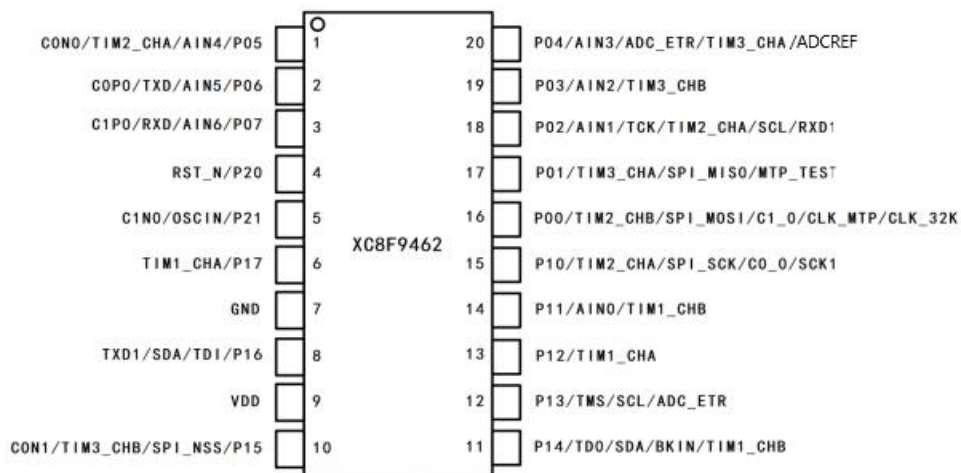 CON0/TIM2_CHA/AIN4/P05 1 20 P04/AIN3/ADC_ETR/TIM3_CHA/ADCREF
COP0/TXD/AIN5/P06 2 19 P03/AIN2/TIM3_CHB
C1P0/RXD/AIN6/P07 3 18 P02/AIN1/TCK/TIM2_CHA/SCL/RXD1
RST_N/P20 4 17 P01/TIM3_CHA/SPI_MISO/MTP_TEST
C1N0/OSCIN/P21 5 16 P00/TIM2_CHB/SPI_MOSI/C1_0/CLK_MTP/CLK_32K
XC8F9462
TIM1_CHA/P17 6 15 P10/TIM2_CHA/SPI_SCK/C0_0/SCK1
GND 7 14 P11/AIN0/TIM1_CHB
TXD1/SDA/TDI/P16 8 13 P12/TIM1_CHA
VDD 9 12 P13/TMS/SCL/ADC_ETR
CON1/TIM3_CHB/SPI_NSS/P15 10 11 P14/TDO/SDA/BKIN/TIM1_CHB